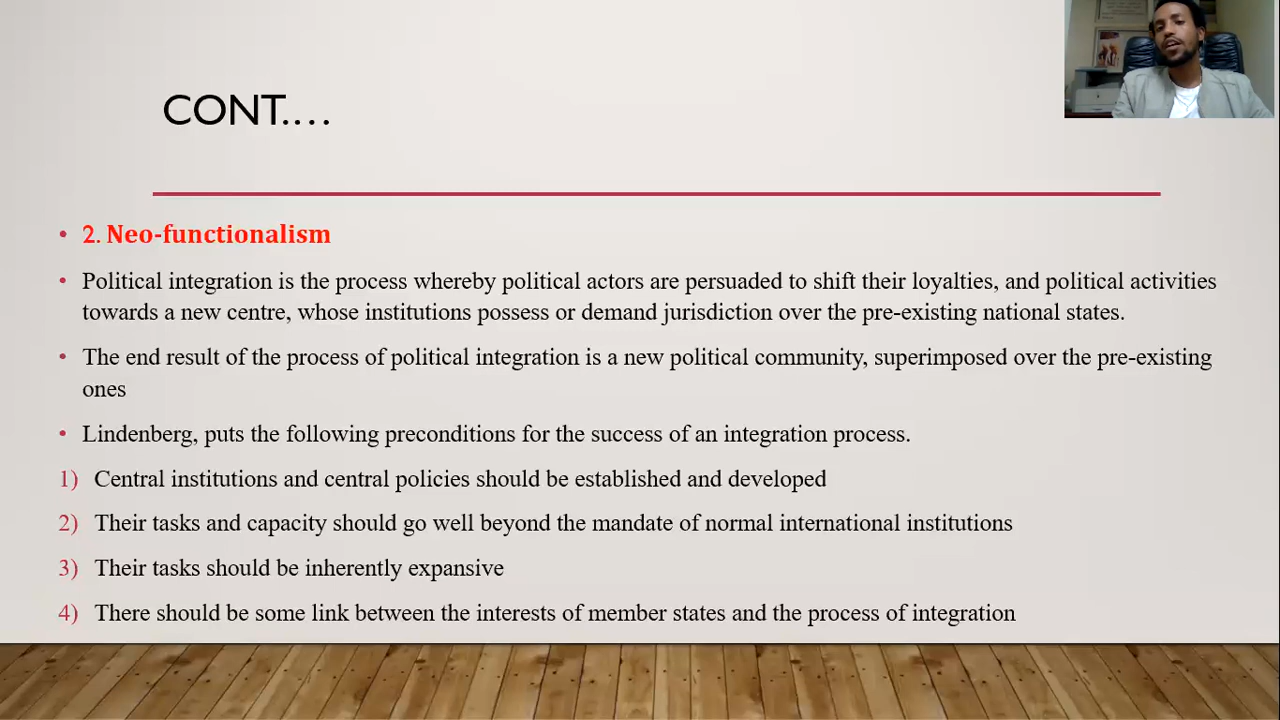 CONT.…
• 2. Neo-functionalism
• Political integration is the process whereby political actors are persuaded to shift their loyalties, and political activities
towards a new centre, whose institutions possess or demand jurisdiction over the pre-existing national states.
• The end result of the process of political integration is a new political community, superimposed over the pre-existing
ones
• Lindenberg, puts the following preconditions for the success of an integration process.
1) Central institutions and central policies should be established and developed
2) Their tasks and capacity should go well beyond the mandate of normal international institutions
3) Their tasks should be inherently expansive
4) There should be some link between the interests of member states and the process of integration